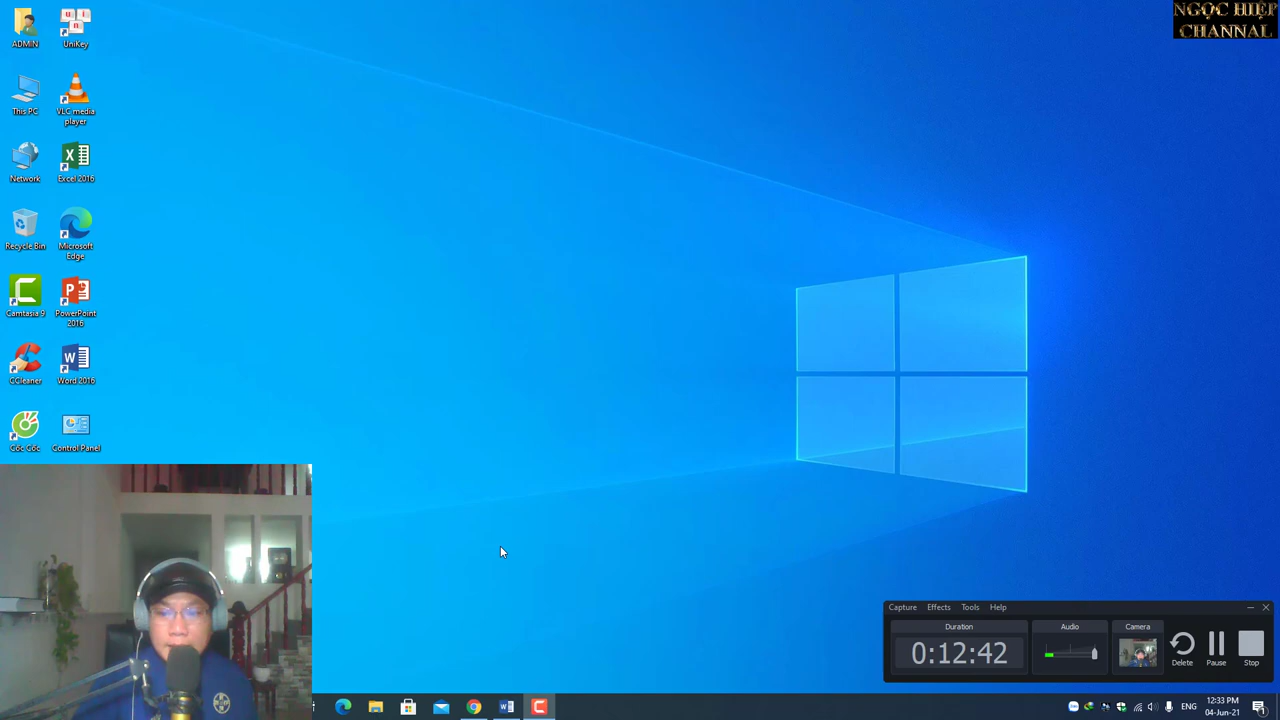 NGỌC HIỆP
CHANNAL
ADMIN
UniKey
This PC
VLC media
player
Network
Excel 2016
Recycle Bin
Microsoft
Edge
Camtasia 9
PowerPoint
2016
CCleaner
Word 2016
Cốc Cốc
Control Panel
Capture Effects Tools Help
Duration
Audio
Camera
0:12:42
Delete
Pause
Stop
ENG
12:33 PM
04-Jun-21